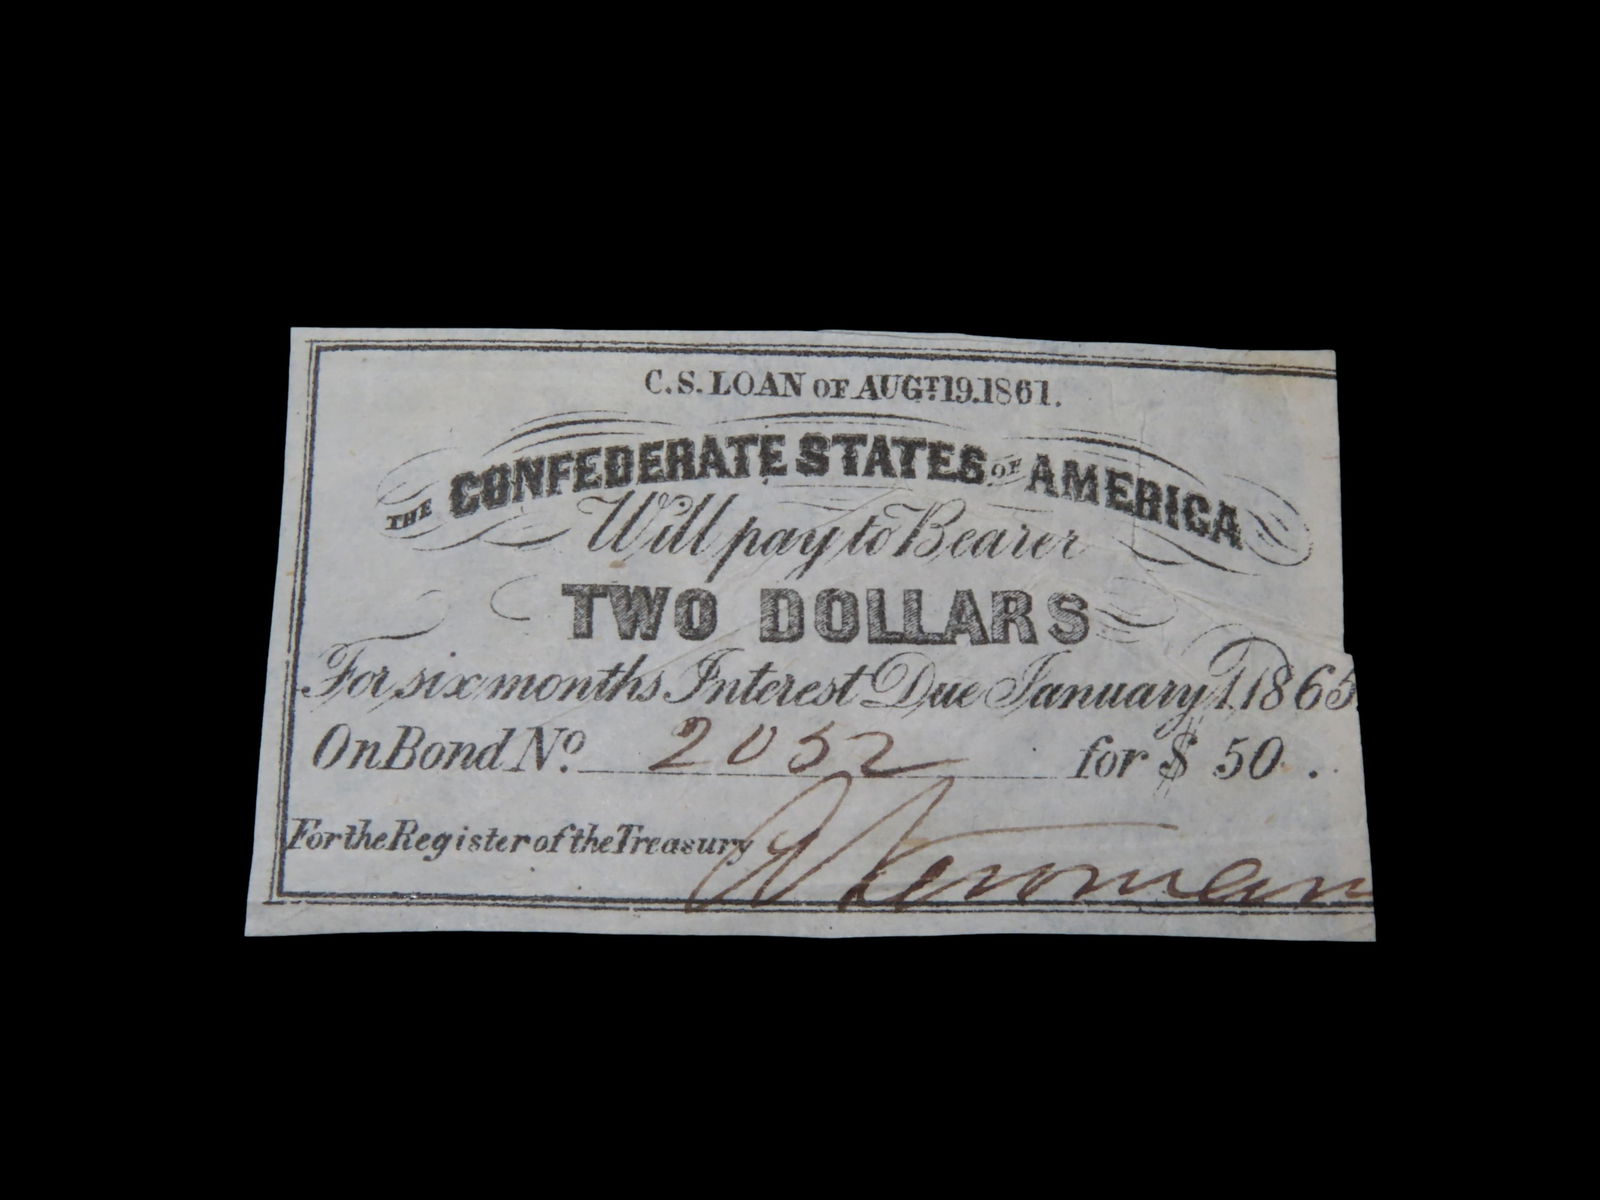 C.S. LOAN OF AUGT. 19. 1861.
THE CONFEDERATE STATES OF AMERICA
Will pay to Bearer
TWO DOLLARS
For six months Interest Due January 1, 1865
On Bond No. 2052 for $ 50.
For the Register of the Treasury